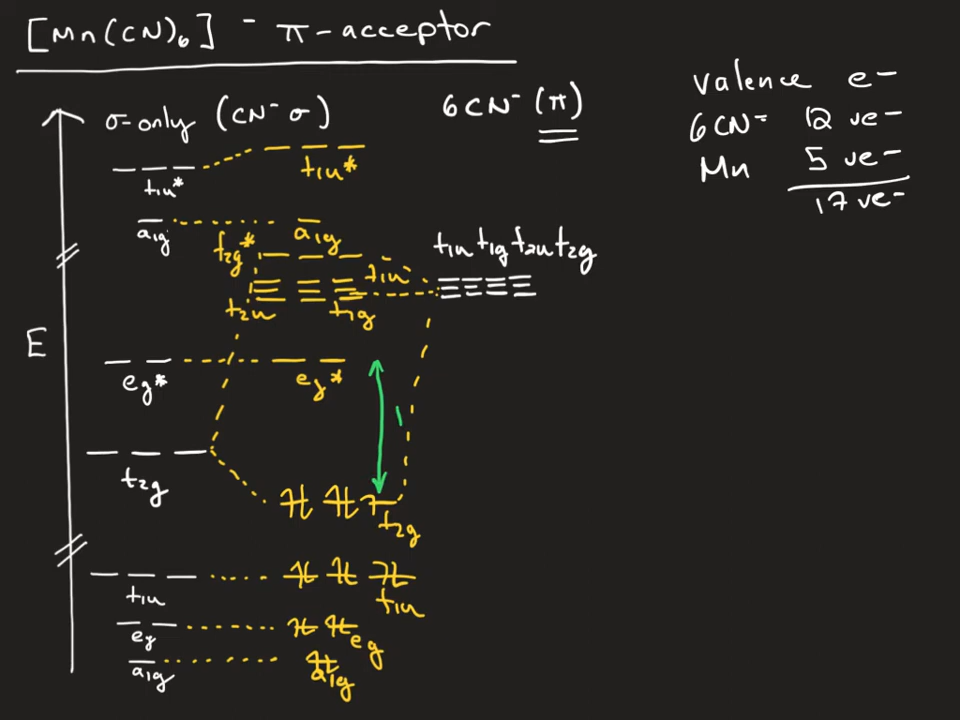 [Mn(CN)6] - π-acceptor
valence e-
6CN- 12 ve-
Mn 5 ve-
17 ve-
σ-only (CN- σ)
6CN- (π)
t1u*
t1u*
a1g
a1g
t2g*
t1u
t1u t1g t2u t2g
t2u
t1g
E
eg*
eg*
t2g
t2g
t1u
t1u
eg
eg
a1g
a1g